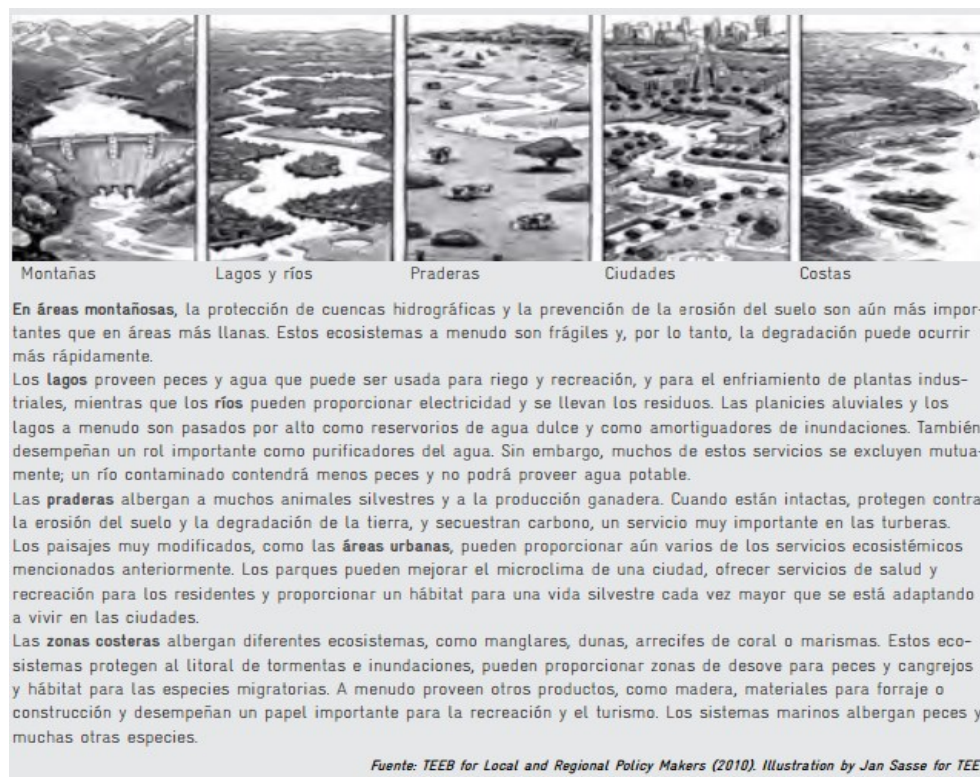 Montañas Lagos y ríos Praderas Ciudades Costas
En áreas montañosas, la protección de cuencas hidrográficas y la prevención de la erosión del suelo son aún más impor-
tantes que en áreas más llanas. Estos ecosistemas a menudo son frágiles y, por lo tanto, la degradación puede ocurrir
más rápidamente.
Los lagos proveen peces y agua que puede ser usada para riego y recreación, y para el enfriamiento de plantas indus-
triales, mientras que los ríos pueden proporcionar electricidad y se llevan los residuos. Las planicies aluviales y los
lagos a menudo son pasados por alto como reservorios de agua dulce y como amortiguadores de inundaciones. También
desempeñan un rol importante como purificadores del agua. Sin embargo, muchos de estos servicios se excluyen mutua-
mente; un río contaminado contendrá menos peces y no podrá proveer agua potable.
Las praderas albergan a muchos animales silvestres y a la producción ganadera. Cuando están intactas, protegen contra
la erosión del suelo y la degradación de la tierra, y secuestran carbono, un servicio muy importante en las turberas.
Los paisajes muy modificados, como las áreas urbanas, pueden proporcionar aún varios de los servicios ecosistémicos
mencionados anteriormente. Los parques pueden mejorar el microclima de una ciudad, ofrecer servicios de salud y
recreación para los residentes y proporcionar un hábitat para una vida silvestre cada vez mayor que se está adaptando
a vivir en las ciudades.
Las zonas costeras albergan diferentes ecosistemas, como manglares, dunas, arrecifes de coral o marismas. Estos eco-
sistemas protegen al litoral de tormentas e inundaciones, pueden proporcionar zonas de desove para peces y cangrejos
y hábitat para las especies migratorias. A menudo proveen otros productos, como madera, materiales para forraje o
construcción y desempeñan un papel importante para la recreación y el turismo. Los sistemas marinos albergan peces y
muchas otras especies.
Fuente: TEEB for Local and Regional Policy Makers (2010). Illustration by Jan Sasse for TEE